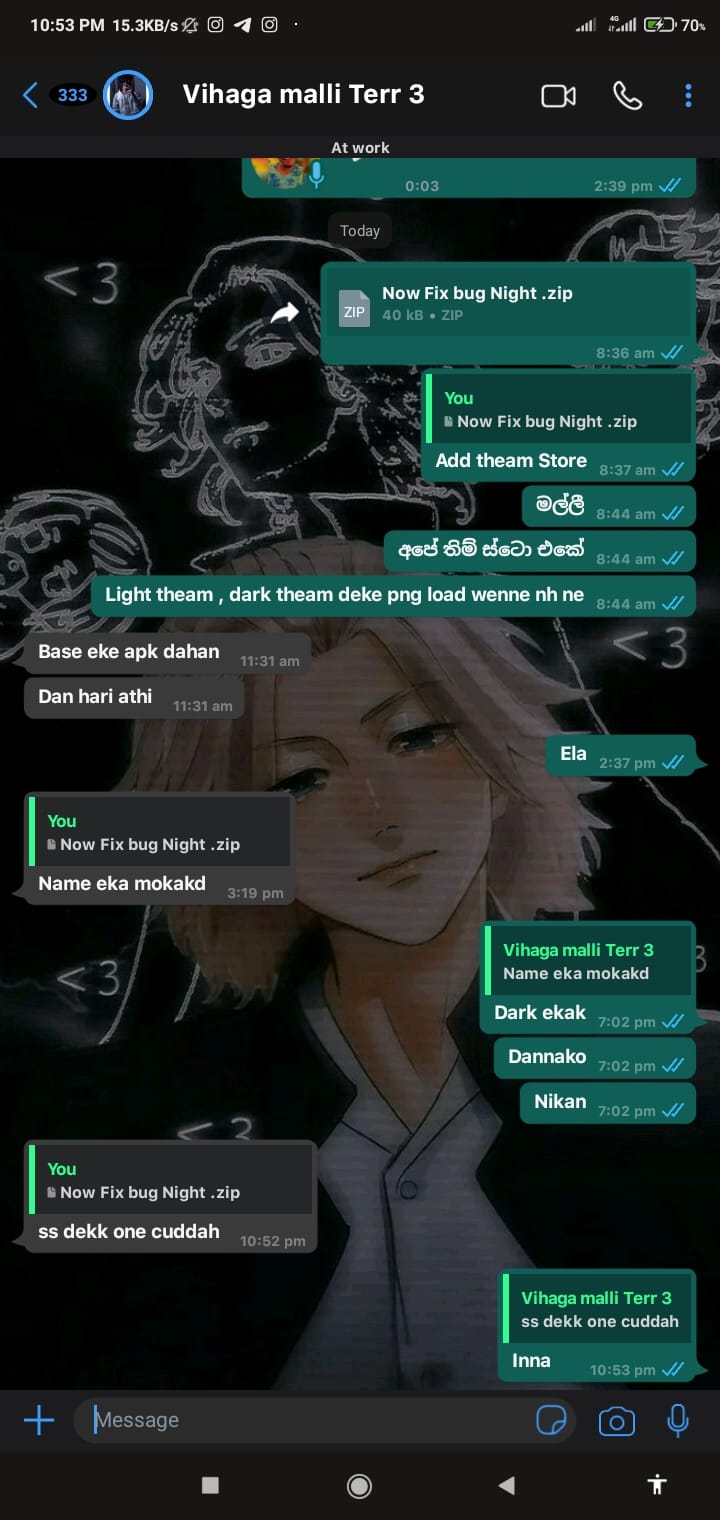 10:53 PM 15.3KB/s
4G
70%
333
Vihaga malli Terr 3
At work
0:03
2:39 pm
Today
<3
Now Fix bug Night .zip
ZIP
40 kB • ZIP
8:36 am
You
Now Fix bug Night .zip
Add theam Store 8:37 am
මල්ලී 8:44 am
අපේ තිම් ස්ටො එකේ 8:44 am
Light theam , dark theam deke png load wenne nh ne 8:44 am
<3
Base eke apk dahan 11:31 am
Dan hari athi 11:31 am
Ela 2:37 pm
You
Now Fix bug Night .zip
Name eka mokakd 3:19 pm
Vihaga malli Terr 3
Name eka mokakd
<3
3
Dark ekak 7:02 pm
Dannako 7:02 pm
Nikan 7:02 pm
<3
You
Now Fix bug Night .zip
ss dekk one cuddah 10:52 pm
Vihaga malli Terr 3
ss dekk one cuddah
Inna 10:53 pm
Message